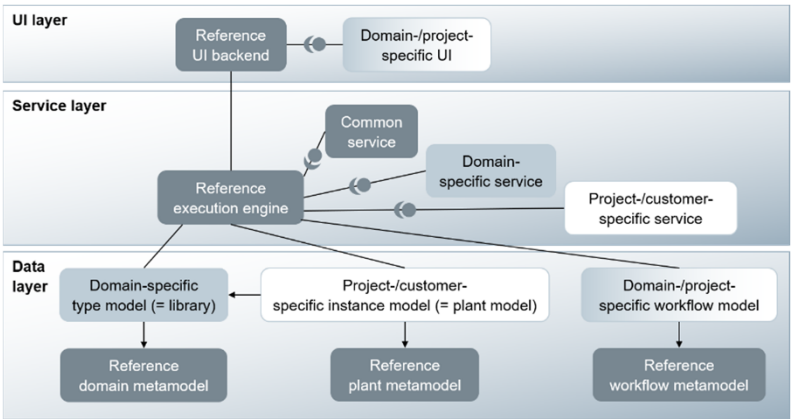 UI layer
Reference
UI backend
Domain-/project-
specific UI
Service layer
Common
service
Domain-
specific service
Reference
execution engine
Project-/customer-
specific service
Data
layer
Domain-specific
type model (= library)
Project-/customer-
specific instance model (= plant model)
Domain-/project-
specific workflow model
Reference
domain metamodel
Reference
plant metamodel
Reference
workflow metamodel